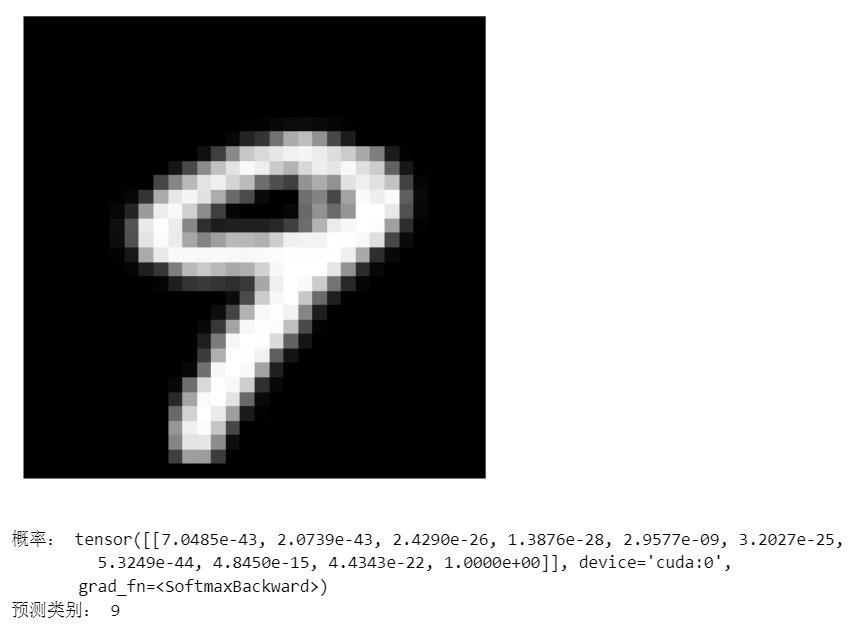 9
概率： tensor([[7.0485e-43, 2.0739e-43, 2.4290e-26, 1.3876e-28, 2.9577e-09, 3.2027e-25,
5.3249e-44, 4.8450e-15, 4.4343e-22, 1.0000e+00]], device='cuda:0',
grad_fn=<SoftmaxBackward>)
预测类别： 9